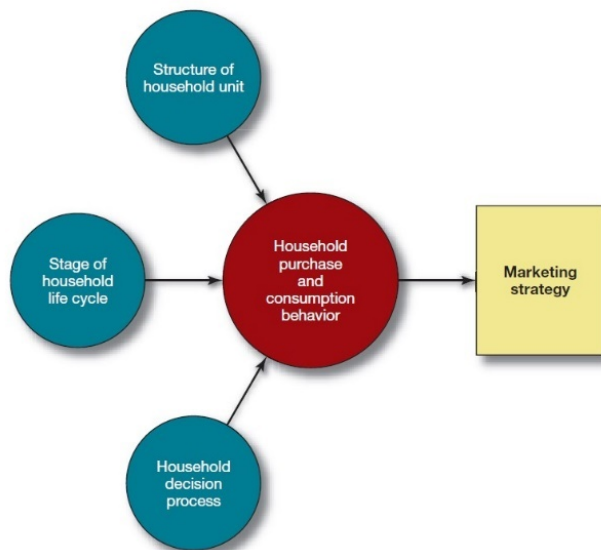 Structure of
household unit
Stage of
household
life cycle
Household
purchase
and
consumption
behavior
Marketing
strategy
Household
decision
process